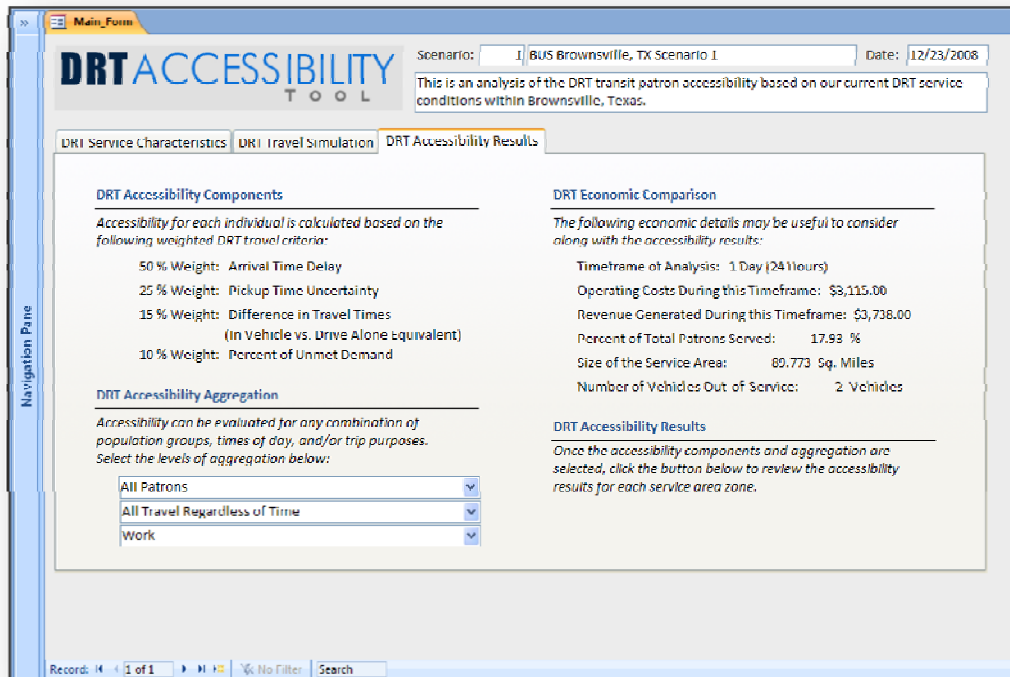 Main_Form
DRT ACCESSIBILITY
TOOL
Scenario: 1 BUS Brownsville, TX Scenario 1 Date: 12/23/2008
This is an analysis of the DRT transit patron accessibility based on our current DRT service
conditions within Brownsville, Texas.
DRT Service Characteristics DRT Travel Simulation DRT Accessibility Results
DRT Accessibility Components
Accessibility for each individual is calculated based on the
following weighted DRT travel criteria:
50 % Weight: Arrival Time Delay
25 % Weight: Pickup Time Uncertainty
15 % Weight: Difference in Travel Times
(In Vehicle vs. Drive Alone Equivalent)
10 % Weight: Percent of Unmet Demand
DRT Accessibility Aggregation
Accessibility can be evaluated for any combination of
population groups, times of day, and/or trip purposes.
Select the levels of aggregation below:
All Patrons
All Travel Regardless of Time
Work
DRT Economic Comparison
The following economic details may be useful to consider
along with the accessibility results:
Timeframe of Analysis: 1 Day (24 Hours)
Operating Costs During this Timeframe: $3,115.00
Revenue Generated During this Timeframe: $3,738.00
Percent of Total Patrons Served: 17.93 %
Size of the Service Area: 89.773 Sq. Miles
Number of Vehicles Out-of-Service: 2 Vehicles
DRT Accessibility Results
Once the accessibility components and aggregation are
selected, click the button below to review the accessibility
results for each service area zone.
Navigation Pane
Record: 1 of 1 No Filter Search